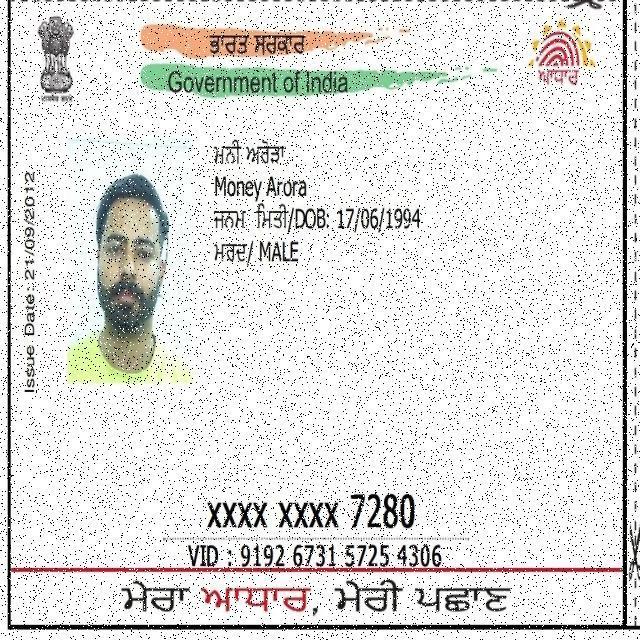 ਭਾਰਤ ਸਰਕਾਰ
Government of India
ਆਧਾਰ
ਮਨੀ ਅਰੋੜਾ
Money Arora
ਜਨਮ ਮਿਤੀ/DOB: 17/06/1994
ਮਰਦ/ MALE
Issue Date: 21/09/2012
XXXX XXXX 7280
VID : 9192 6731 5725 4306
ਮੇਰਾ ਆਧਾਰ, ਮੇਰੀ ਪਛਾਣ